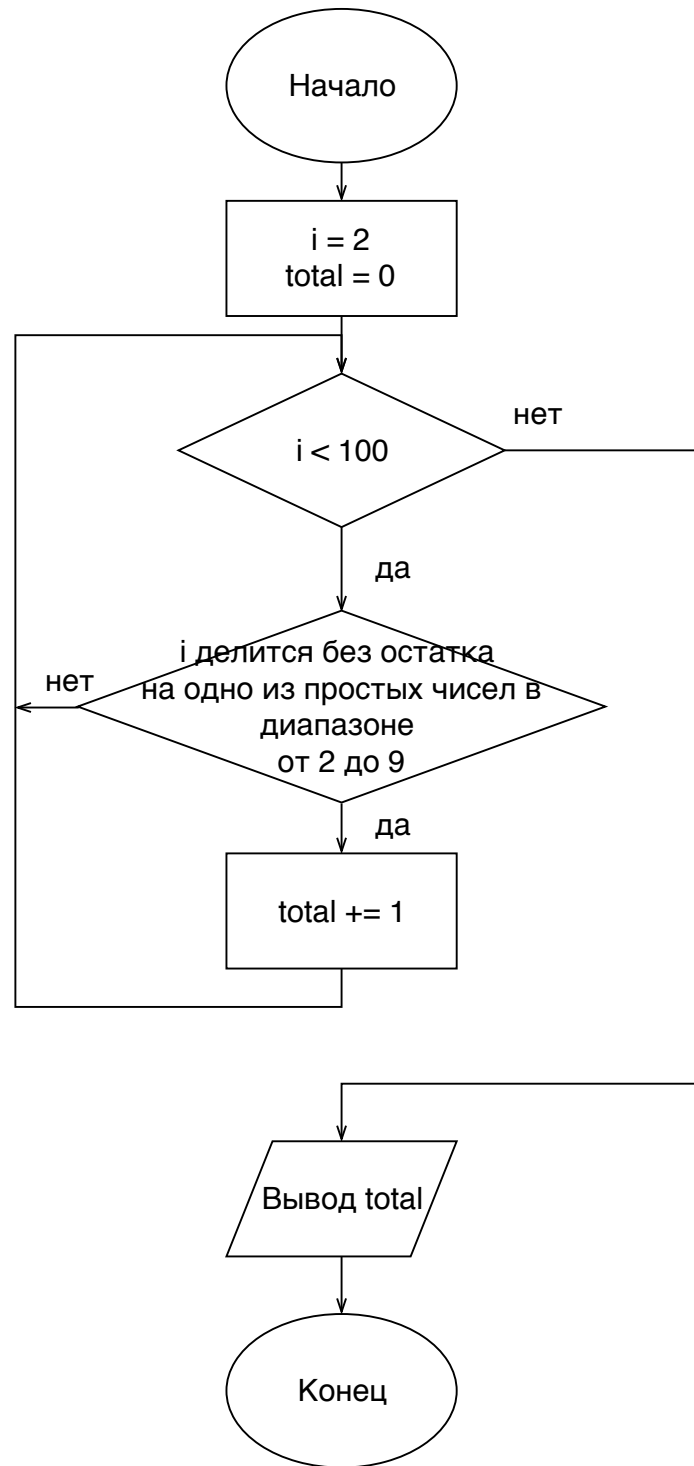 Начало
i = 2
total = 0
i < 100
нет
да
i делится без остатка
на одно из простых чисел в
диапазоне
от 2 до 9
нет
да
total += 1
Вывод total
Конец